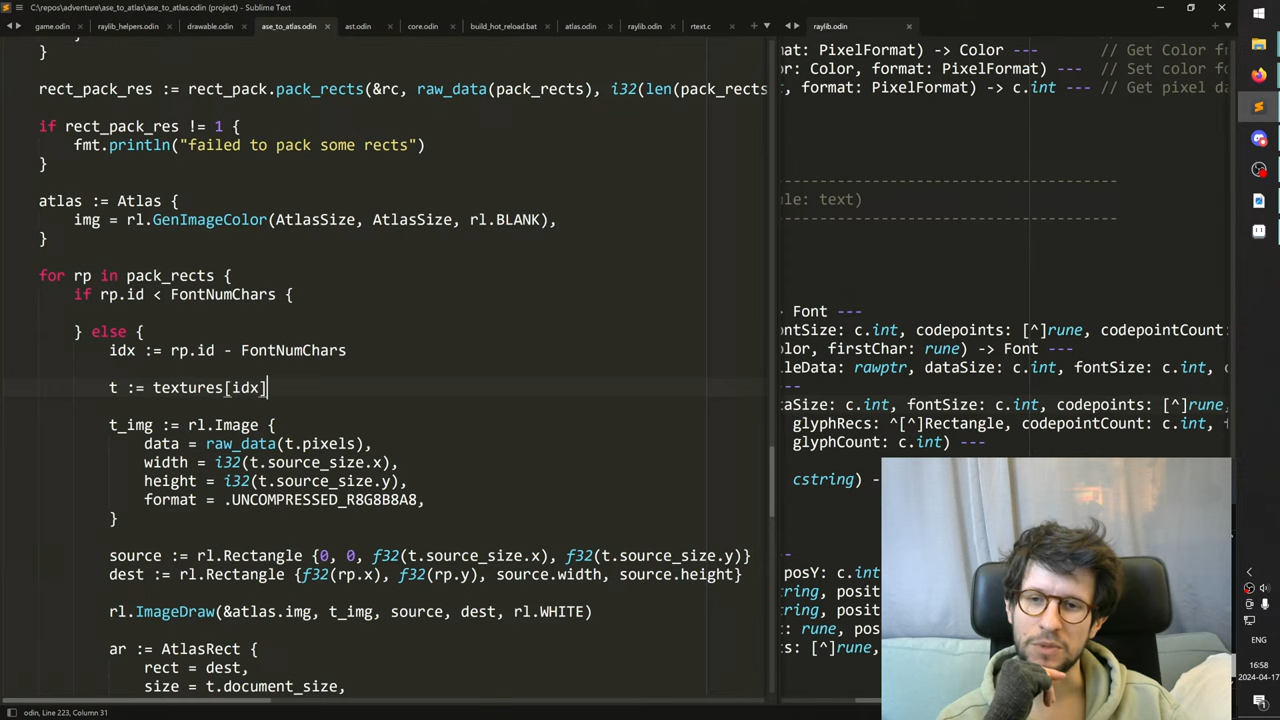 C:\repos\adventure\ase_to_atlas\ase_to_atlas.odin (project) - Sublime Text
game.odin
raylib_helpers.odin
drawable.odin
ase_to_atlas.odin
ast.odin
core.odin
build_hot_reload.bat
atlas.odin
raylib.odin
rtext.c
}
rect_pack_res := rect_pack.pack_rects(&rc, raw_data(pack_rects), i32(len(pack_rects
if rect_pack_res != 1 {
fmt.println("failed to pack some rects")
}
atlas := Atlas {
img = rl.GenImageColor(AtlasSize, AtlasSize, rl.BLANK),
}
for rp in pack_rects {
if rp.id < FontNumChars {
} else {
idx := rp.id - FontNumChars
t := textures[idx]
t_img := rl.Image {
data = raw_data(t.pixels),
width = i32(t.source_size.x),
height = i32(t.source_size.y),
format = .UNCOMPRESSED_R8G8B8A8,
}
source := rl.Rectangle {0, 0, f32(t.source_size.x), f32(t.source_size.y)}
dest := rl.Rectangle {f32(rp.x), f32(rp.y), source.width, source.height}
rl.ImageDraw(&atlas.img, t_img, source, dest, rl.WHITE)
ar := AtlasRect {
rect = dest,
size = t.document_size,
raylib.odin
mat: PixelFormat) -> Color --- // Get Color fr
or: Color, format: PixelFormat) --- // Set color fo
, format: PixelFormat) -> c.int --- // Get pixel da
------------------------------------------------
le: text)
------------------------------------------------
> Font ---
ontSize: c.int, codepoints: [^]rune, codepointCount:
olor, firstChar: rune) -> Font ---
leData: rawptr, dataSize: c.int, fontSize: c.int,
---
aSize: c.int, fontSize: c.int, codepoints: [^]rune,
glyphRecs: ^[^]Rectangle, codepointCount: c.int,
glyphCount: c.int) ---
cstring) -
--
posY: c.int
ring, posit
ring, posit
: rune, pos
s: [^]rune,
odin, Line 223, Column 31
16:58
2024-04-17